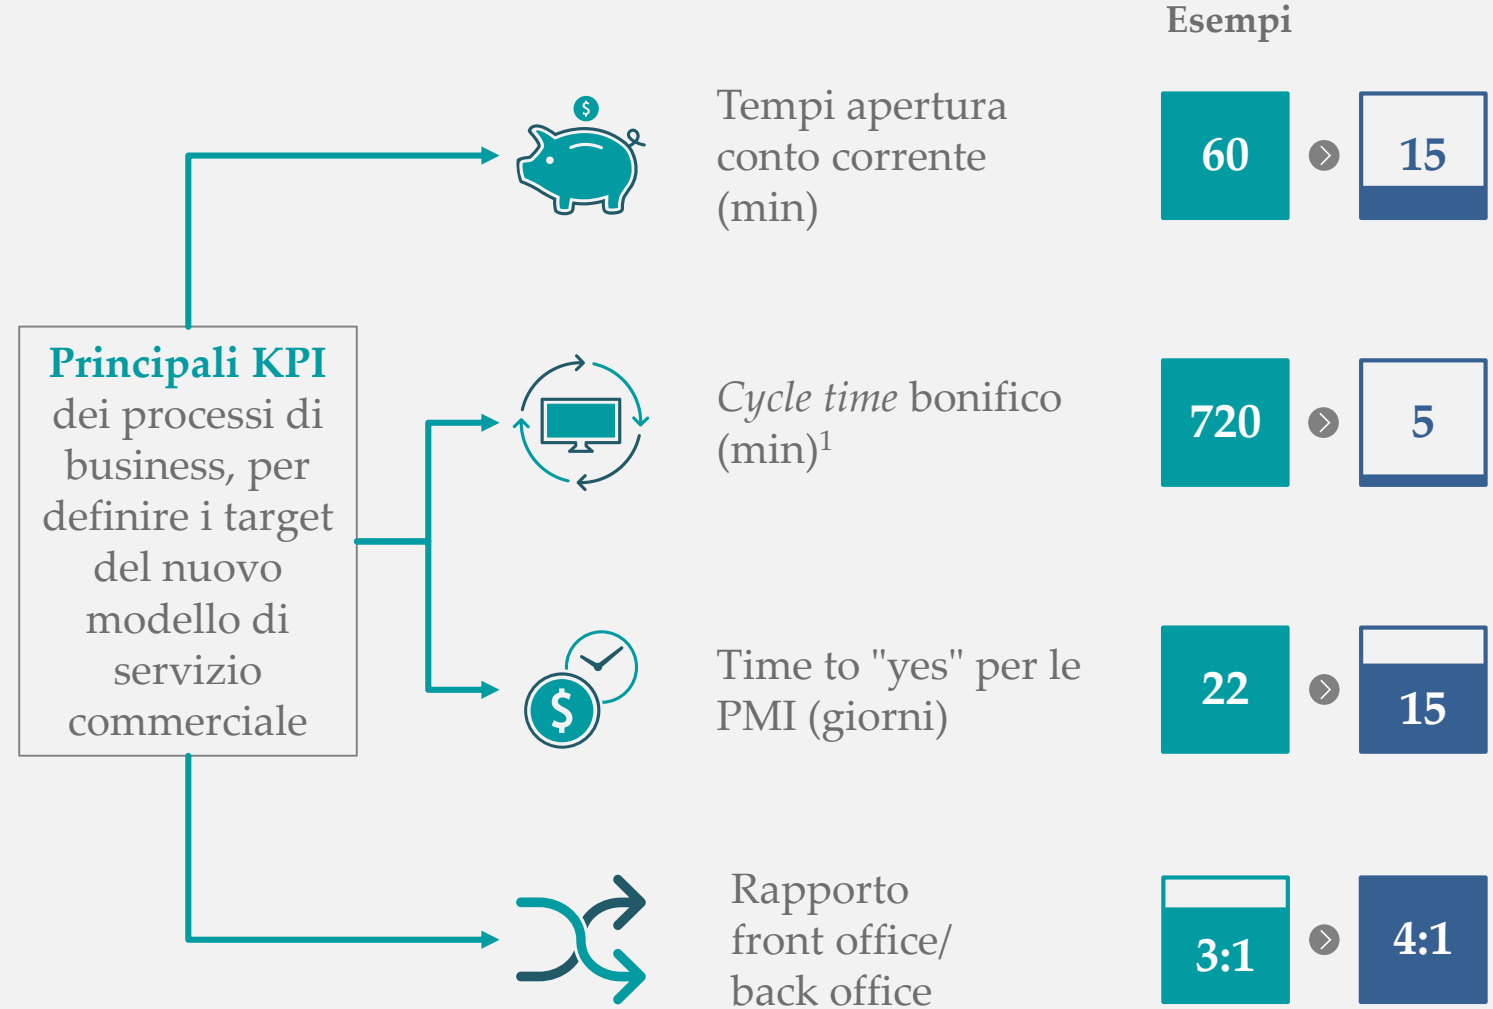 Esempi
Tempi apertura
conto corrente
(min)
60
15
Principali KPI
dei processi di
business, per
definire i target
del nuovo
modello di
servizio
commerciale
Cycle time bonifico
(min)¹
720
5
Time to "yes" per le
PMI (giorni)
22
15
Rapporto
front office/
back office
3:1
4:1
$
$